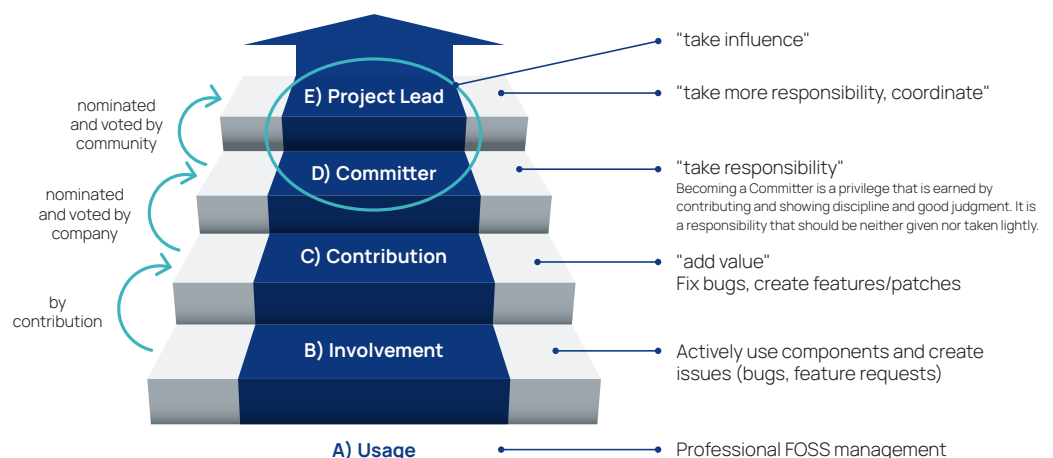 "take influence"
E) Project Lead
"take more responsibility, coordinate"
nominated
and voted by
community
D) Committer
"take responsibility"
Becoming a Committer is a privilege that is earned by
contributing and showing discipline and good judgment. It is
a responsibility that should be neither given nor taken lightly.
nominated
and voted by
company
C) Contribution
"add value"
Fix bugs, create features/patches
by
contribution
B) Involvement
Actively use components and create
issues (bugs, feature requests)
A) Usage
Professional FOSS management